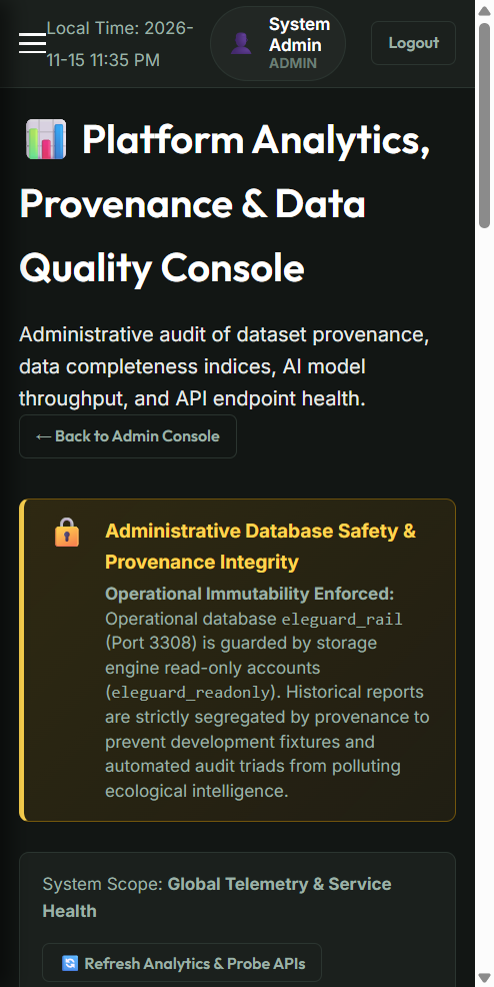 Local Time: 2026-
11-15 11:35 PM
System
Admin
ADMIN
Logout
Platform Analytics,
Provenance & Data
Quality Console
Administrative audit of dataset provenance,
data completeness indices, AI model
throughput, and API endpoint health.
← Back to Admin Console
Administrative Database Safety &
Provenance Integrity
Operational Immutability Enforced:
Operational database eleguard_rail
(Port 3308) is guarded by storage
engine read-only accounts
(eleguard_readonly). Historical reports
are strictly segregated by provenance to
prevent development fixtures and
automated audit triads from polluting
ecological intelligence.
System Scope: Global Telemetry & Service
Health
Refresh Analytics & Probe APIs